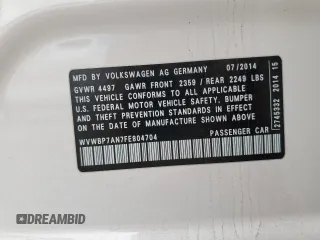 MFD BY VOLKSWAGEN AG GERMANY 07/2014
GVWR 4497 GAWR FRONT 2359 / REAR 2249 LBS
THIS VEHICLE CONFORMS TO ALL APPLICABLE
U.S. FEDERAL MOTOR VEHICLE SAFETY, BUMPER
AND THEFT PREVENTION STANDARDS IN EFFECT
ON THE DATE OF MANUFACTURE SHOWN ABOVE
WVWBP7AN7FE804704
PASSENGER CAR
2745332 2014 15
DREAMBID